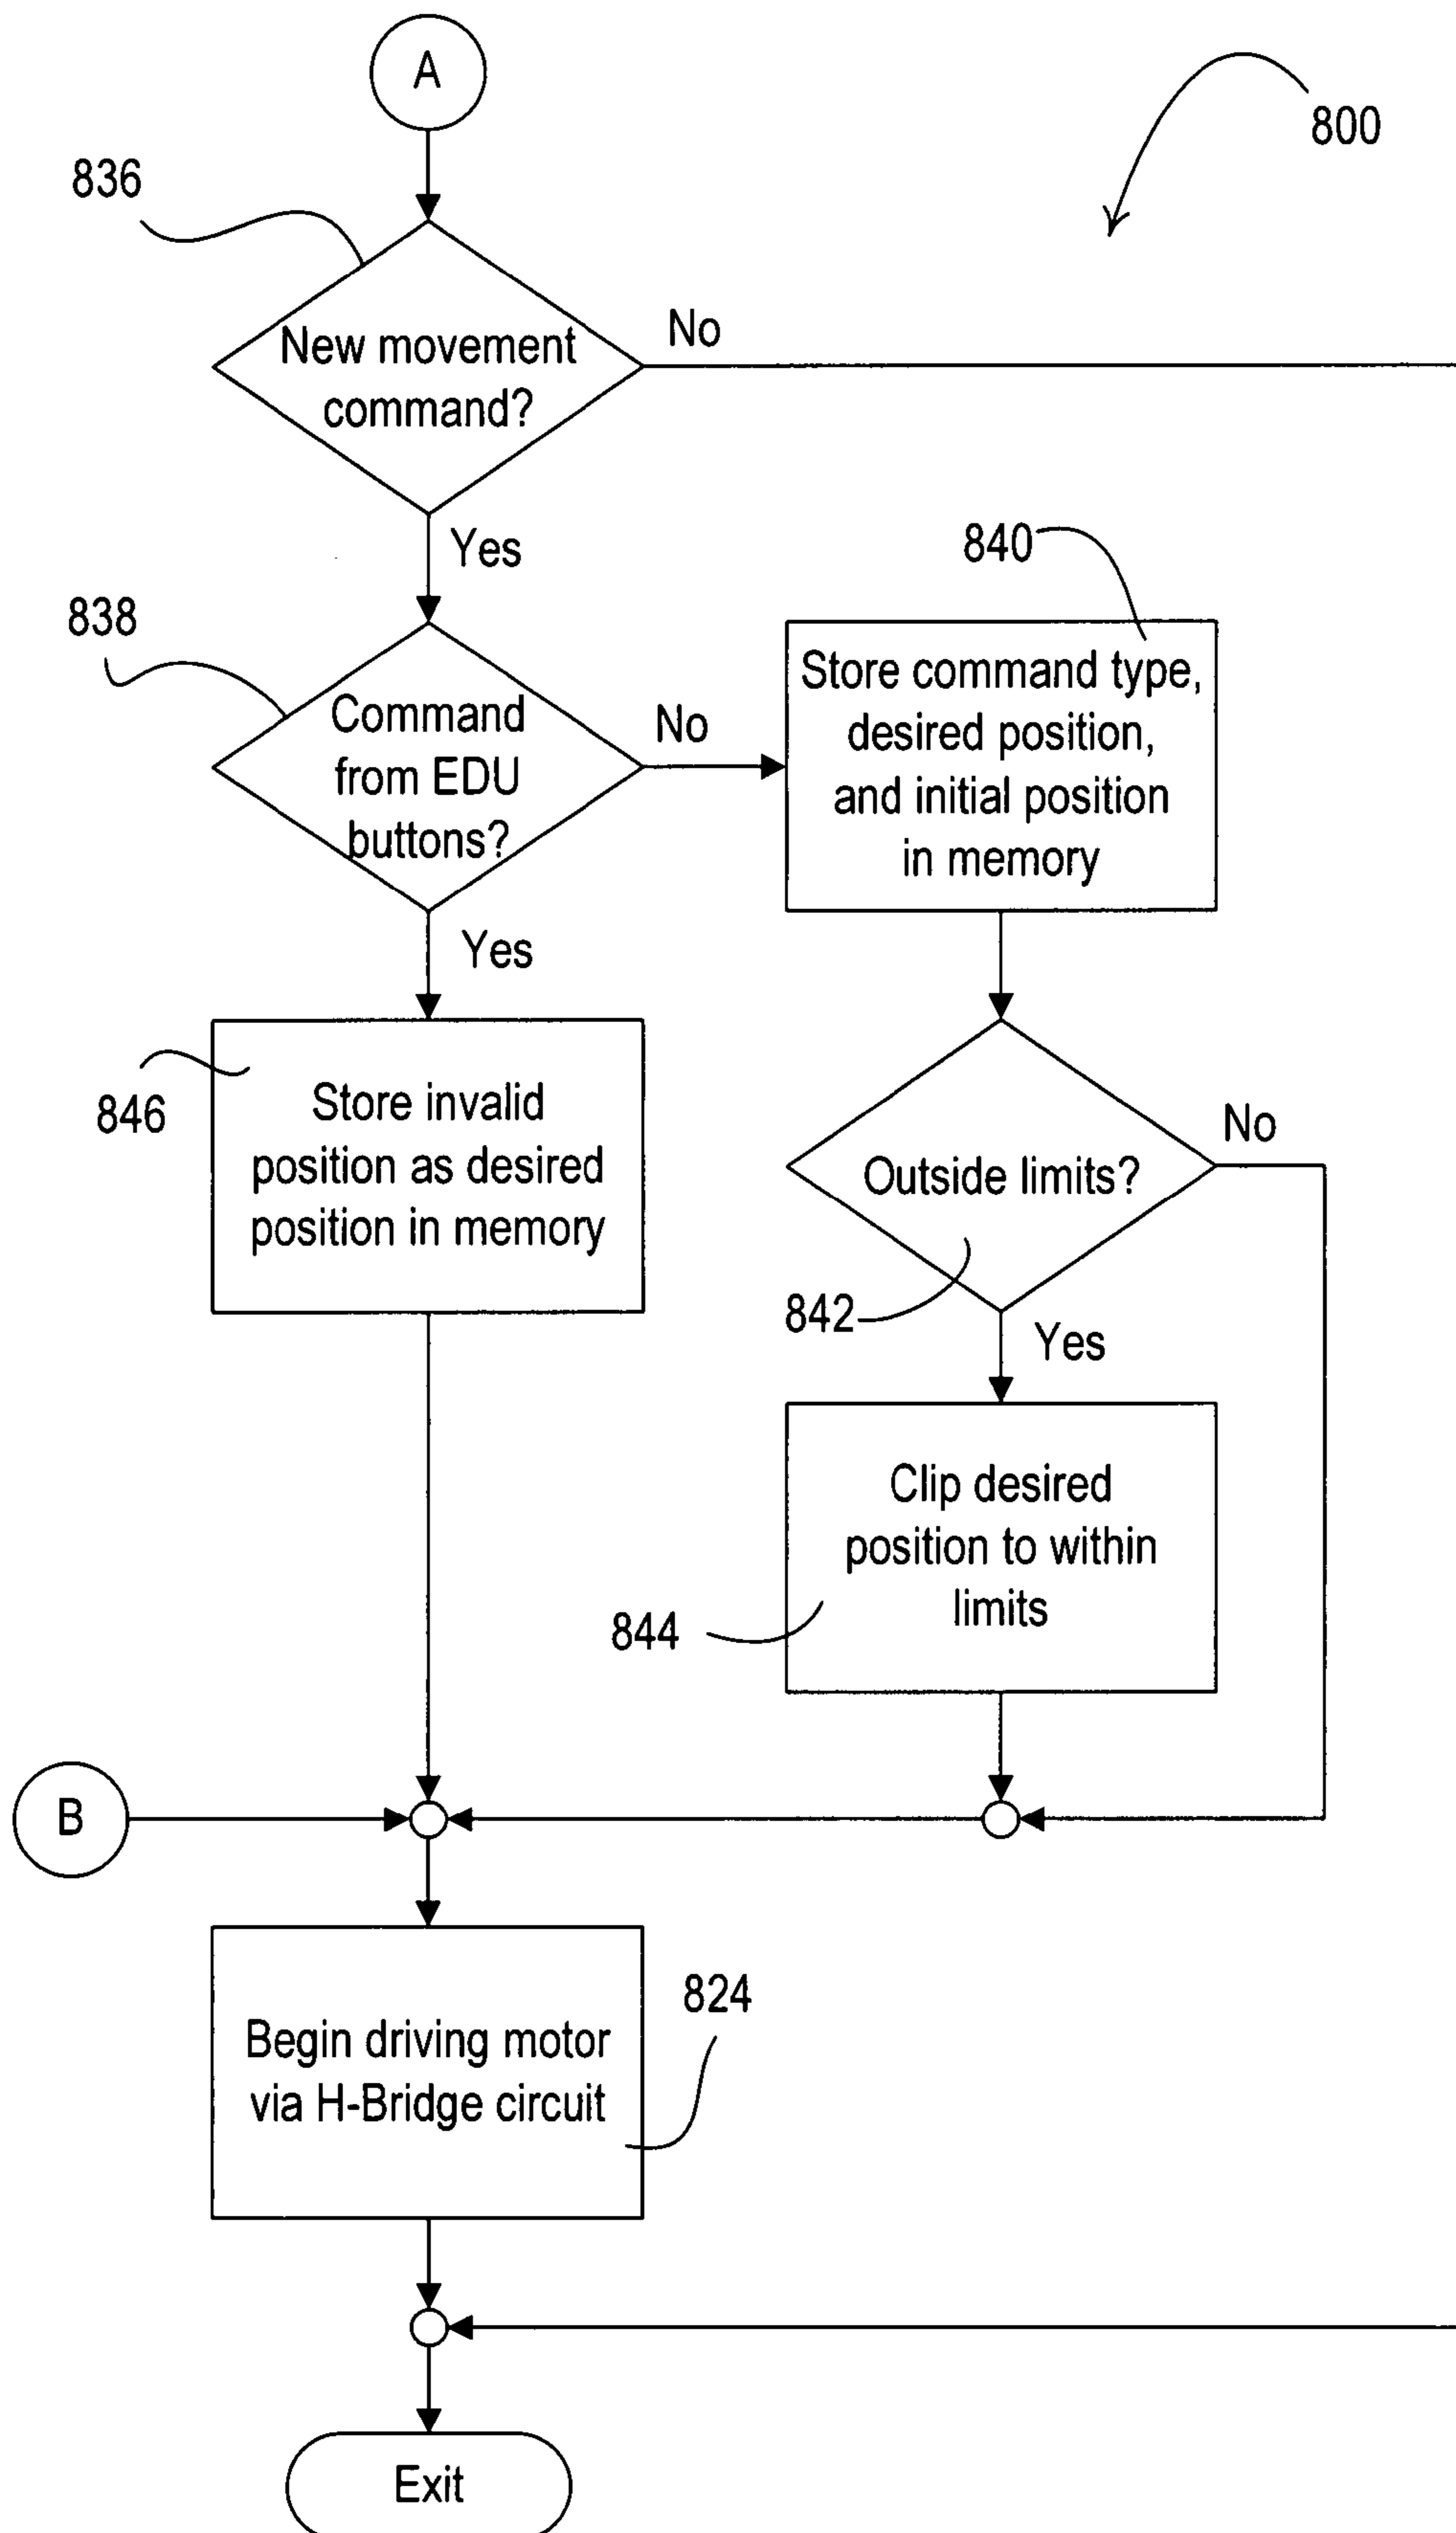 A
800
836
New movement
command?
No
Yes
838
Command
from EDU
buttons?
No
840
Store command type,
desired position,
and initial position
in memory
Yes
846
Store invalid
position as desired
position in memory
Outside limits?
No
842
Yes
Clip desired
position to within
limits
844
B
824
Begin driving motor
via H-Bridge circuit
Exit